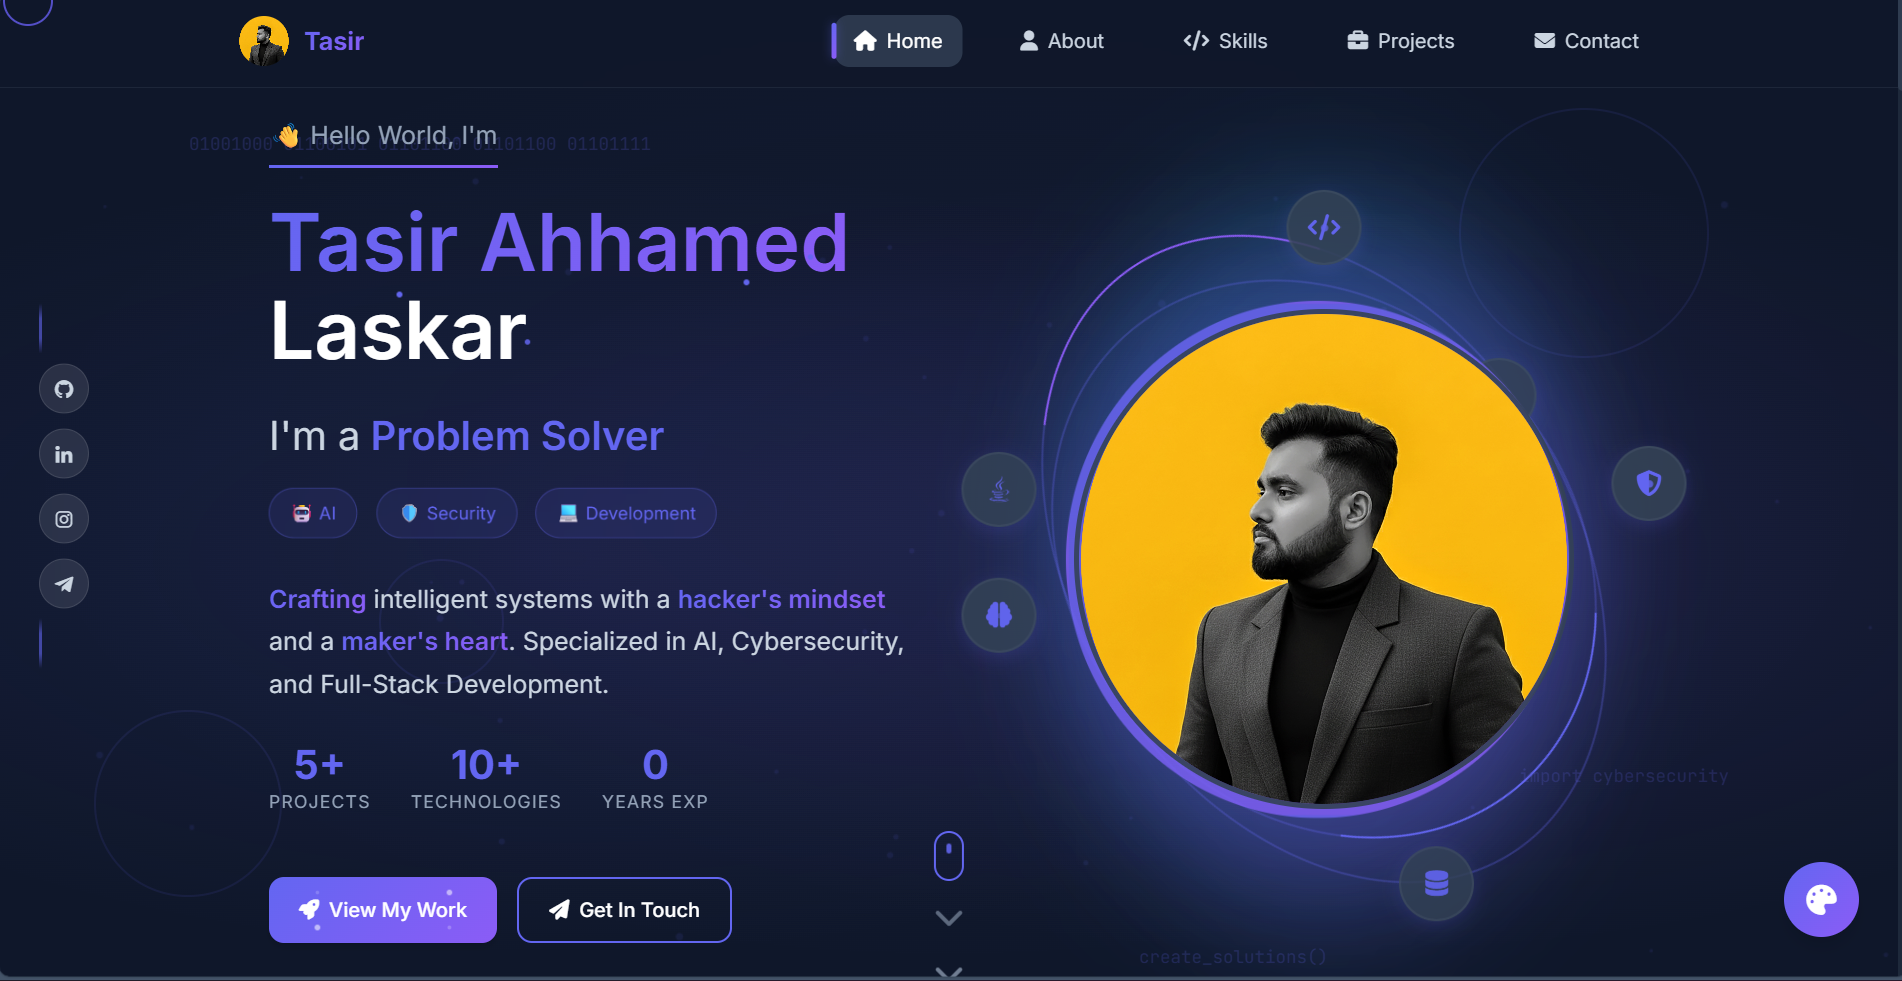 Tasir
Home
About
Skills
Projects
Contact
👋 Hello World, I'm
01001000 01101100 01101111
Tasir Ahhamed
Laskar
I'm a Problem Solver
AI
Security
Development
Crafting intelligent systems with a hacker's mindset
and a maker's heart. Specialized in AI, Cybersecurity,
and Full-Stack Development.
5+
PROJECTS
10+
TECHNOLOGIES
0
YEARS EXP
import cybersecurity
View My Work
Get In Touch
create_solutions()